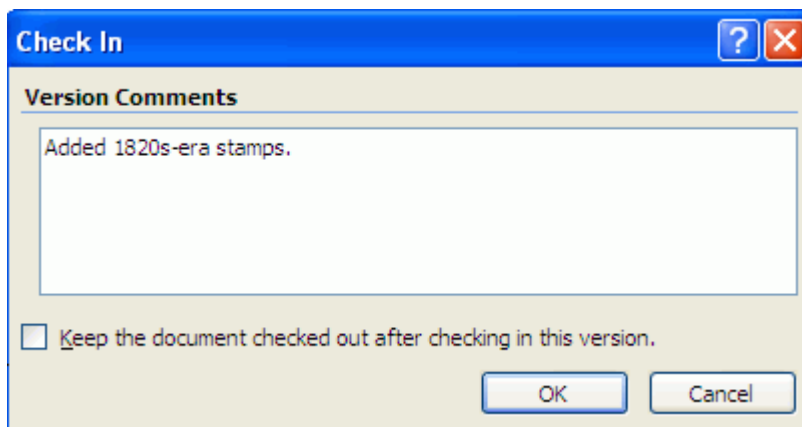 Check In
Version Comments
Added 1820s-era stamps.
Keep the document checked out after checking in this version.
OK
Cancel